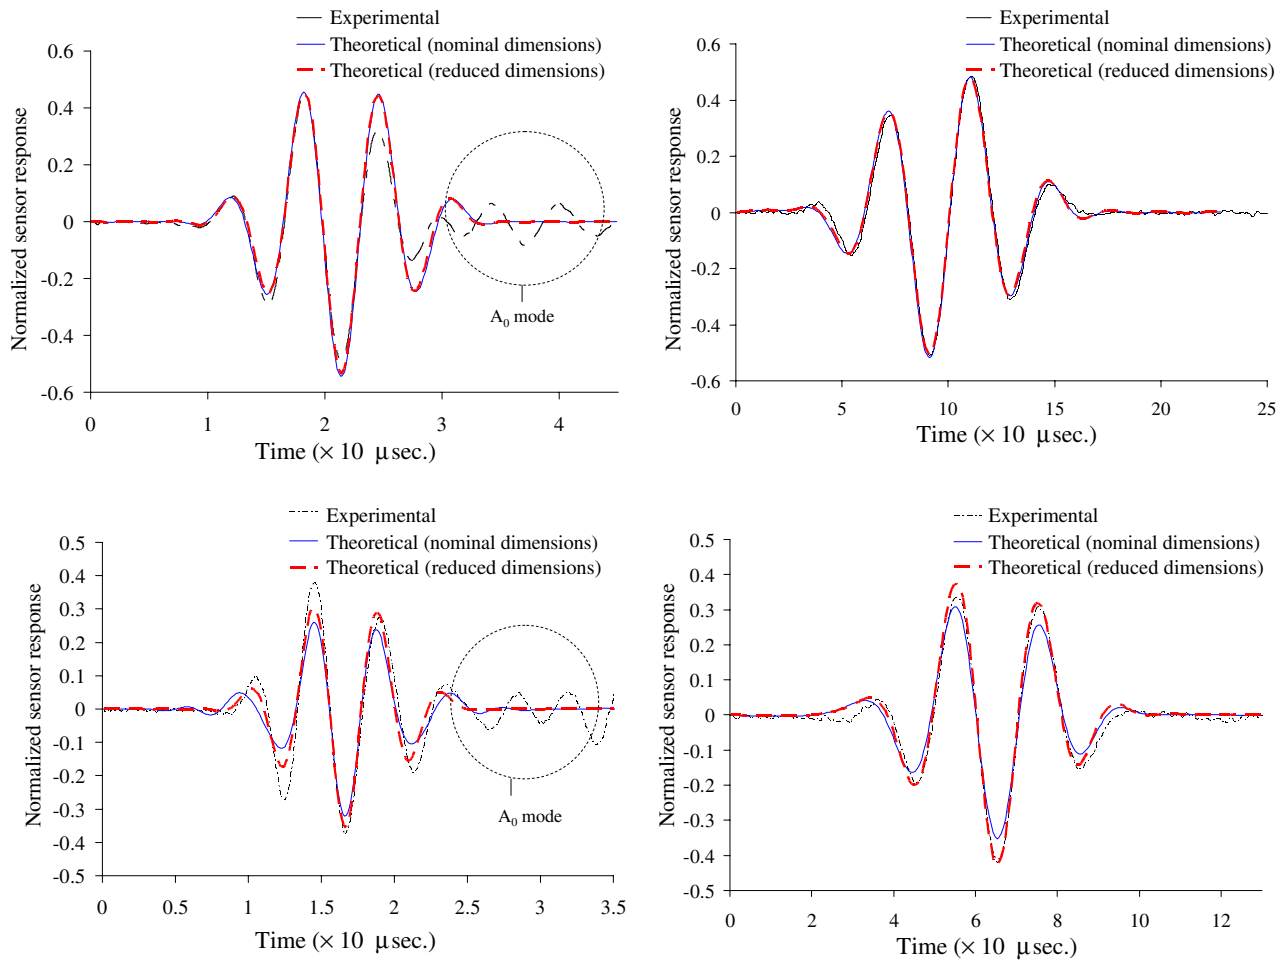 Experimental
Theoretical (nominal dimensions)
Theoretical (reduced dimensions)
Normalized sensor response
0.6
0.4
0.2
0
-0.2
-0.4
-0.6
0 1 2 3 4
Time (× 10 μsec.)
A0 mode
Experimental
Theoretical (nominal dimensions)
Theoretical (reduced dimensions)
Normalized sensor response
0.6
0.4
0.2
0
-0.2
-0.4
-0.6
0 5 10 15 20 25
Time (× 10 μsec.)
Experimental
Theoretical (nominal dimensions)
Theoretical (reduced dimensions)
Normalized sensor response
0.5
0.4
0.3
0.2
0.1
0
-0.1
-0.2
-0.3
-0.4
-0.5
0 0.5 1 1.5 2 2.5 3 3.5
Time (× 10 μsec.)
A0 mode
Experimental
Theoretical (nominal dimensions)
Theoretical (reduced dimensions)
Normalized sensor response
0.5
0.4
0.3
0.2
0.1
0
-0.1
-0.2
-0.3
-0.4
-0.5
0 2 4 6 8 10 12
Time (× 10 μsec.)